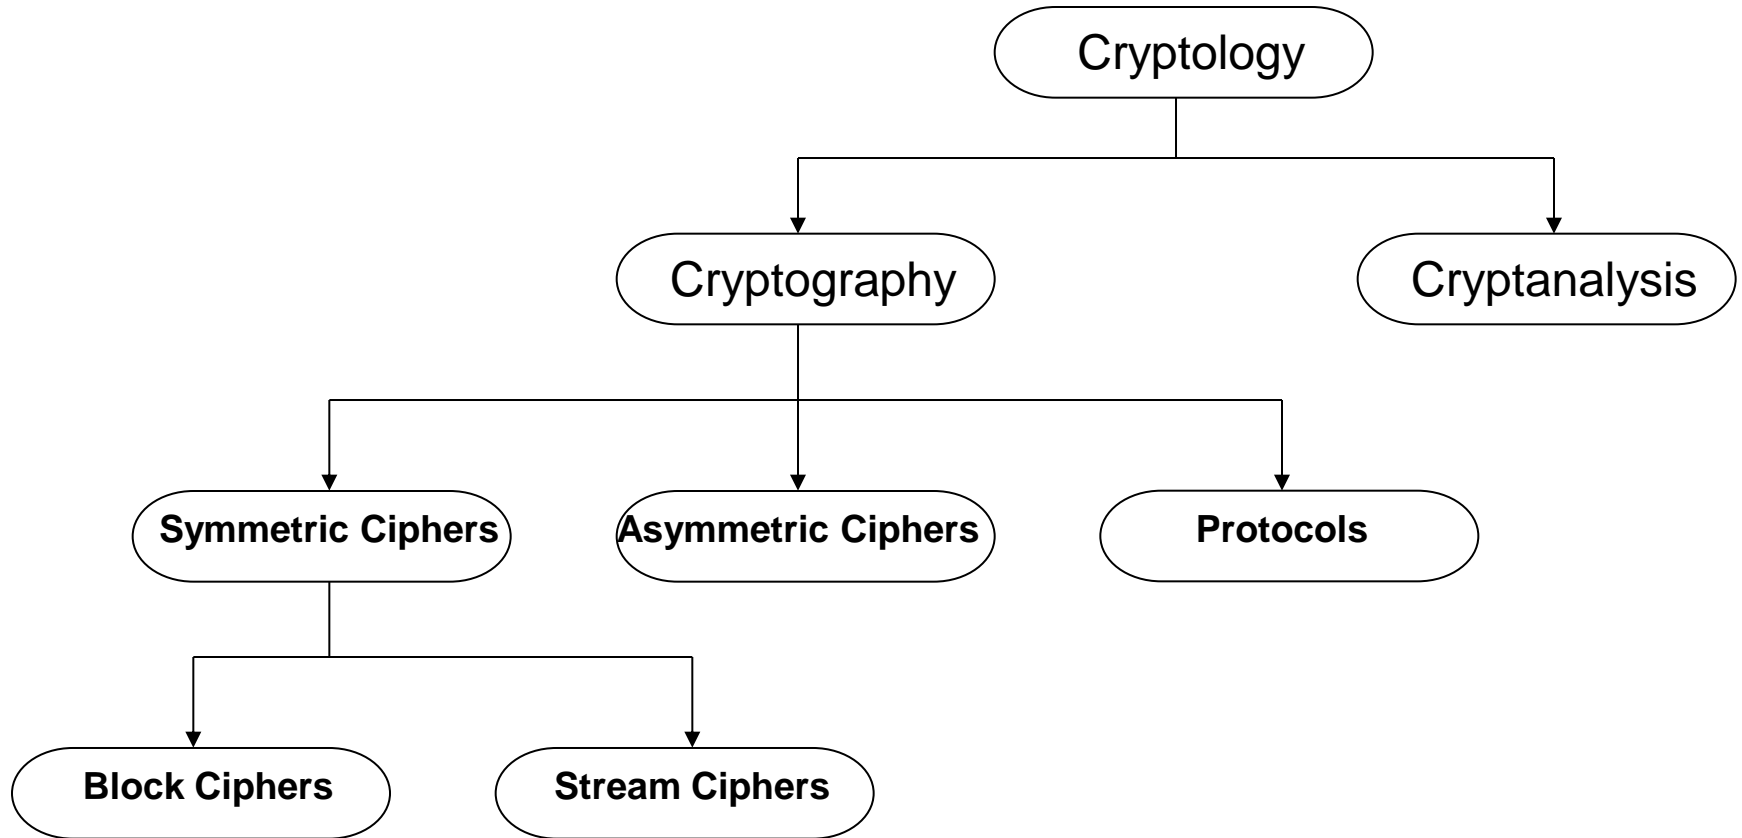 Cryptology
Cryptography
Cryptanalysis
Symmetric Ciphers
Asymmetric Ciphers
Protocols
Block Ciphers
Stream Ciphers